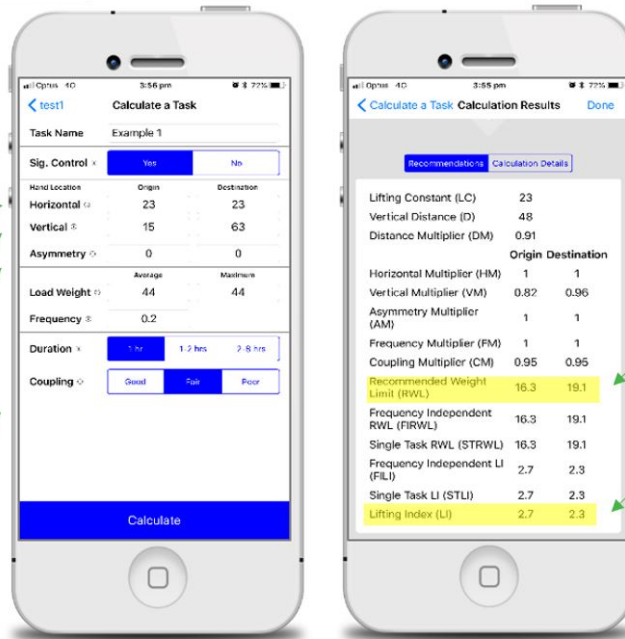 Optus 4G 3:56 pm 72%
test1 Calculate a Task
Task Name Example 1
Sig. Control Yes No
Hand Location Origin Destination
Horizontal 23 23
Vertical 15 63
Asymmetry 0 0
Average Maximum
Load Weight 44 44
Frequency 0.2
Duration 1 hr 1-2 hrs 2-8 hrs
Coupling Good Fair Poor
Calculate
Optus 4G 3:55 pm 72%
Calculate a Task Calculation Results Done
Recommendations Calculation Details
Lifting Constant (LC) 23
Vertical Distance (D) 48
Distance Multiplier (DM) 0.91
Origin Destination
Horizontal Multiplier (HM) 1 1
Vertical Multiplier (VM) 0.82 0.96
Asymmetry Multiplier
(AM) 1 1
Frequency Multiplier (FM) 1 1
Coupling Multiplier (CM) 0.95 0.95
Recommended Weight
Limit (RWL) 16.3 19.1
Frequency Independent
RWL (FIRWL) 16.3 19.1
Single Task RWL (STRWL) 16.3 19.1
Frequency Independent LI
(FILI) 2.7 2.3
Single Task LI (STLI) 2.7 2.3
Lifting Index (LI) 2.7 2.3